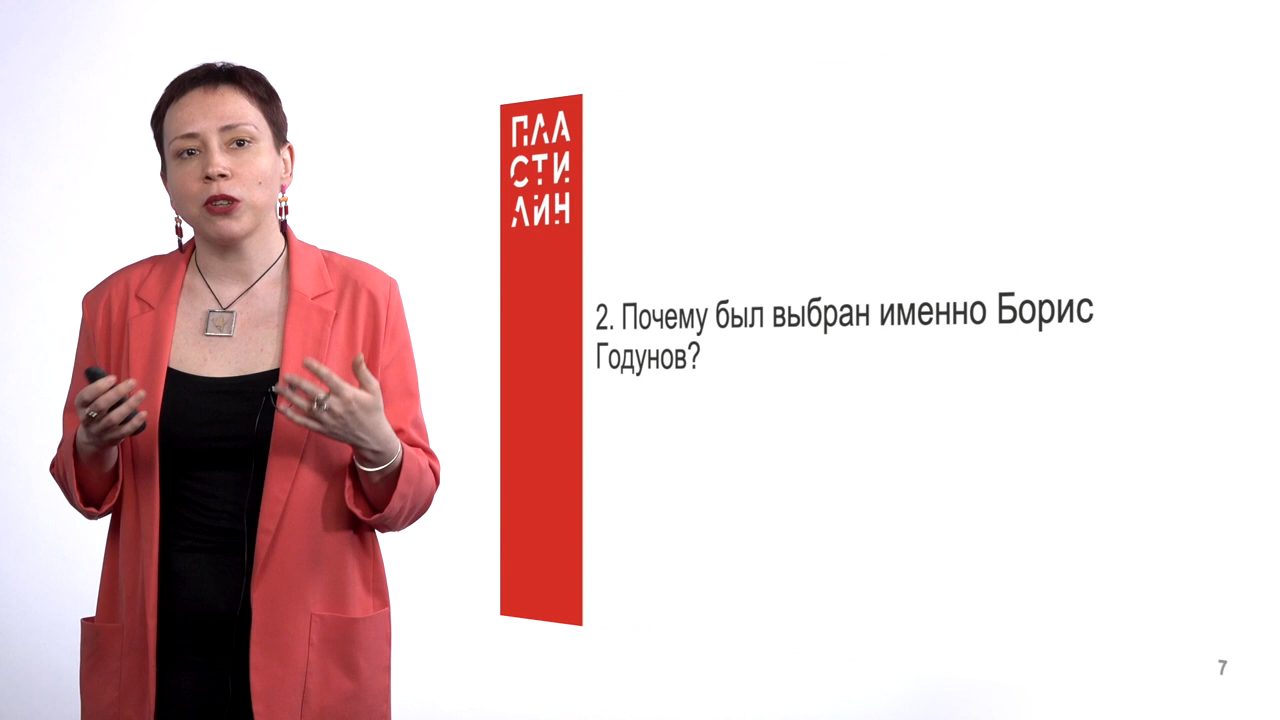 ПЛА
СТИ
ЛИН
2. Почему был выбран именно Борис
Годунов?
7